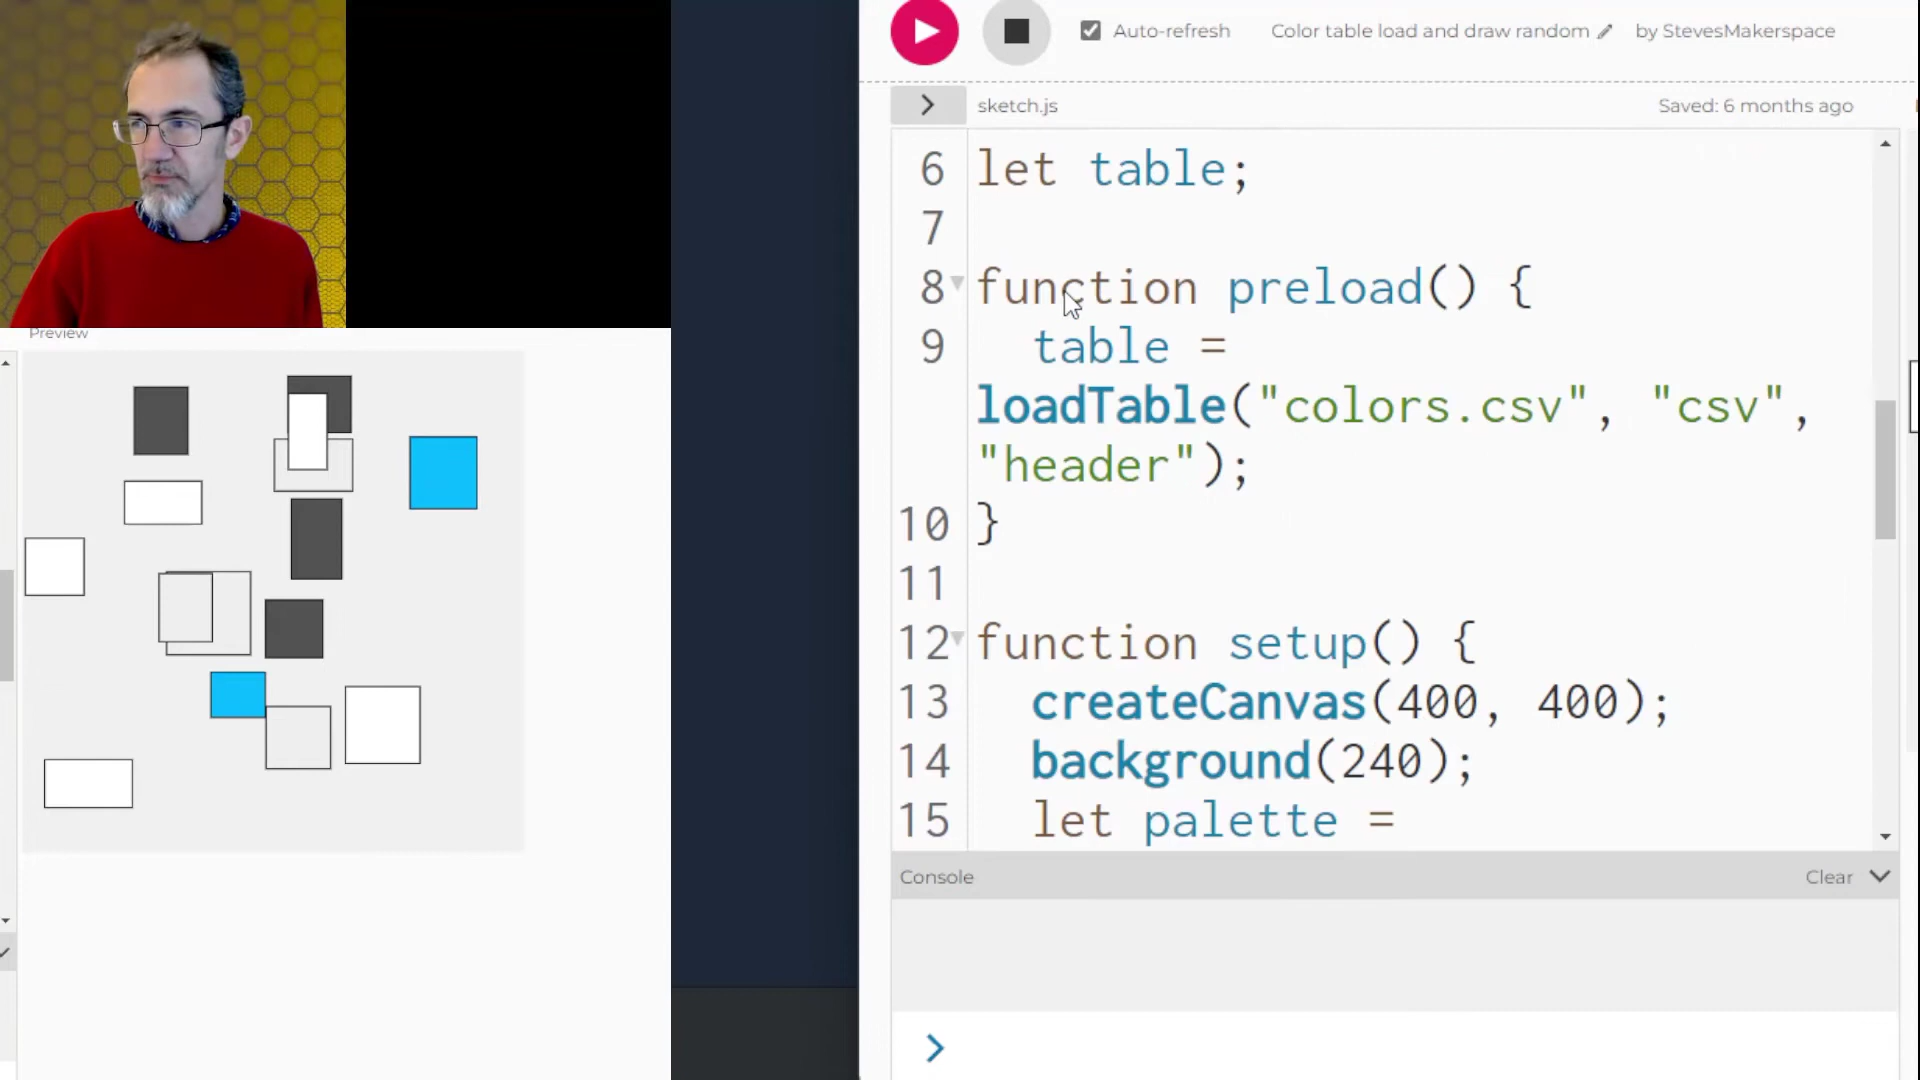 Auto-refresh Color table load and draw random by StevesMakerspace
sketch.js Saved: 6 months ago
Preview
6 let table;
7
8 function preload() {
9 table =
loadTable("colors.csv", "csv",
"header");
10 }
11
12 function setup() {
13 createCanvas(400, 400);
14 background(240);
15 let palette =
Console Clear